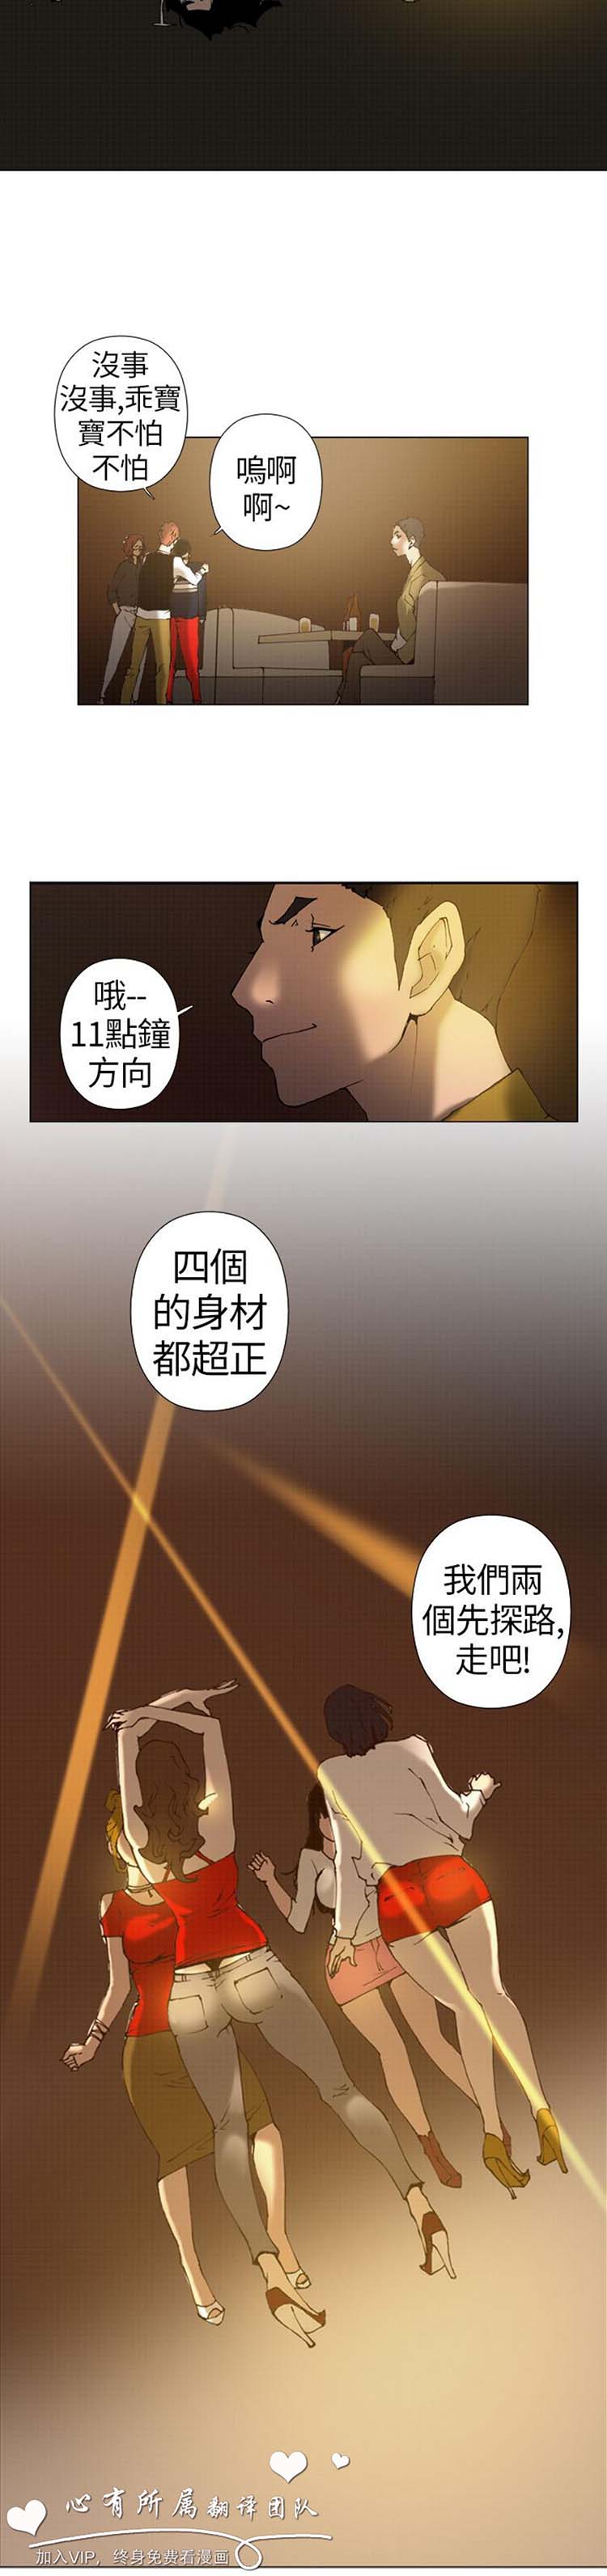 沒事
沒事,乖寶
寶不怕
不怕
嗚啊
啊~
哦--
11點鐘
方向
四個
的身材
都超正
我們兩
個先探路,
走吧!
心有所属翻译团队
加入VIP，终身免费看漫画